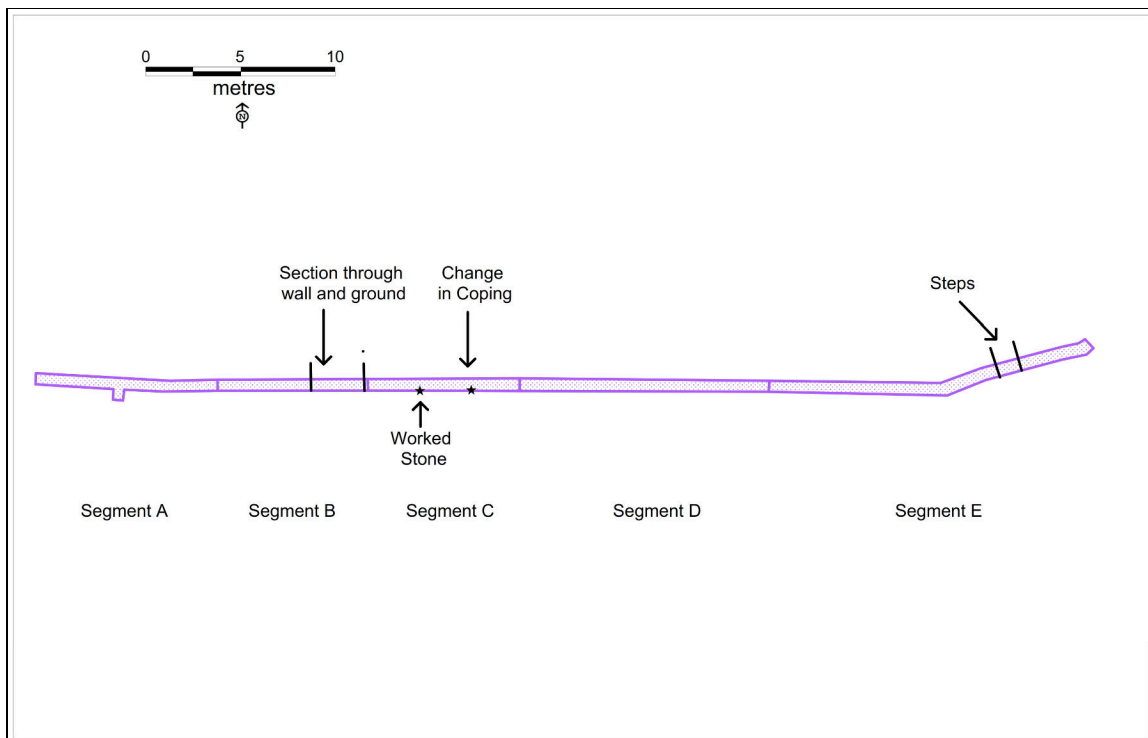 0 5 10
metres
N
Section through
wall and ground
Change
in Coping
Steps
Worked
Stone
Segment A
Segment B
Segment C
Segment D
Segment E